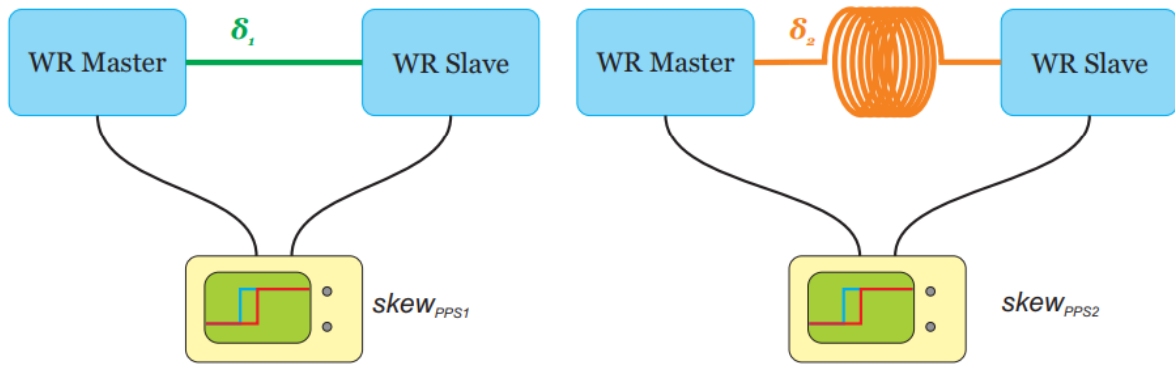 δ₁
WR Master
WR Slave
skewPPS1
δ₂
WR Master
WR Slave
skewPPS2